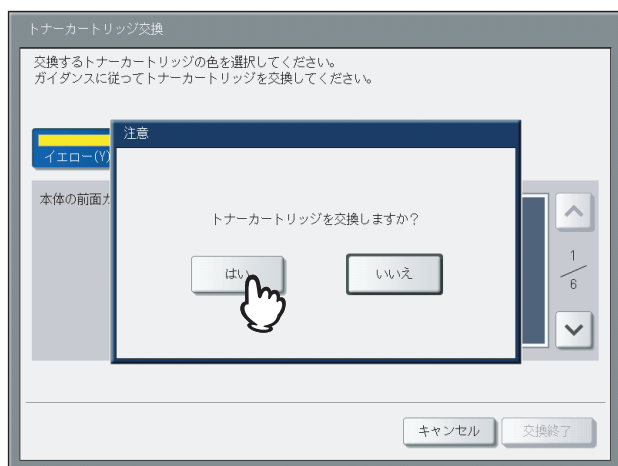 トナーカートリッジ交換
交換するトナーカートリッジの色を選択してください。
ガイダンスに従ってトナーカートリッジを交換してください。
注意
イエロー(Y)
本体の前面カ
トナーカートリッジを交換しますか?
はい
いいえ
1
6
キャンセル
交換終了